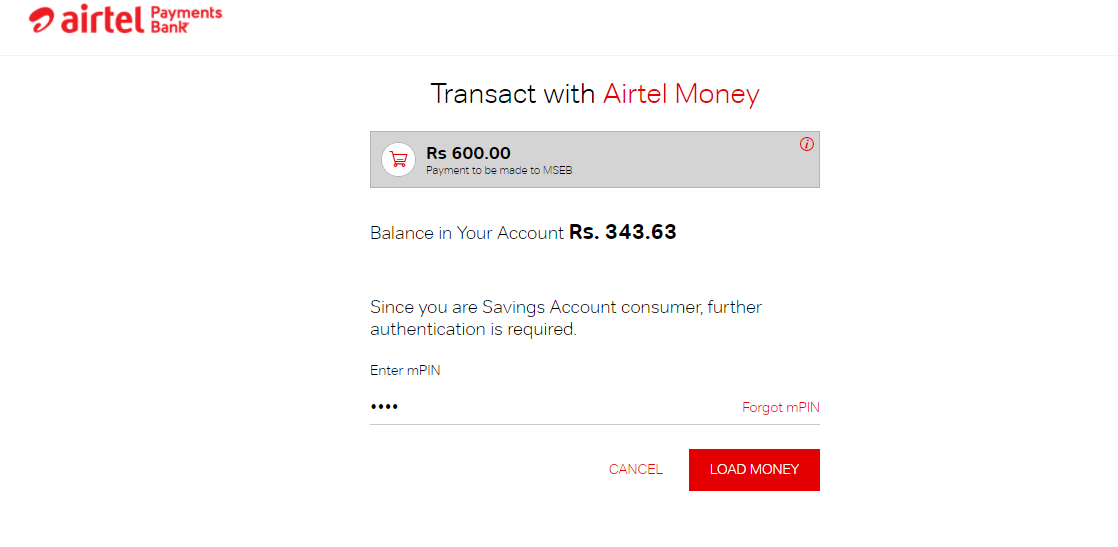 airtel Payments Bank
Transact with Airtel Money
Rs 600.00
Payment to be made to MSEB
Balance in Your Account Rs. 343.63
Since you are Savings Account consumer, further
authentication is required.
Enter mPIN
•••• Forgot mPIN
CANCEL LOAD MONEY